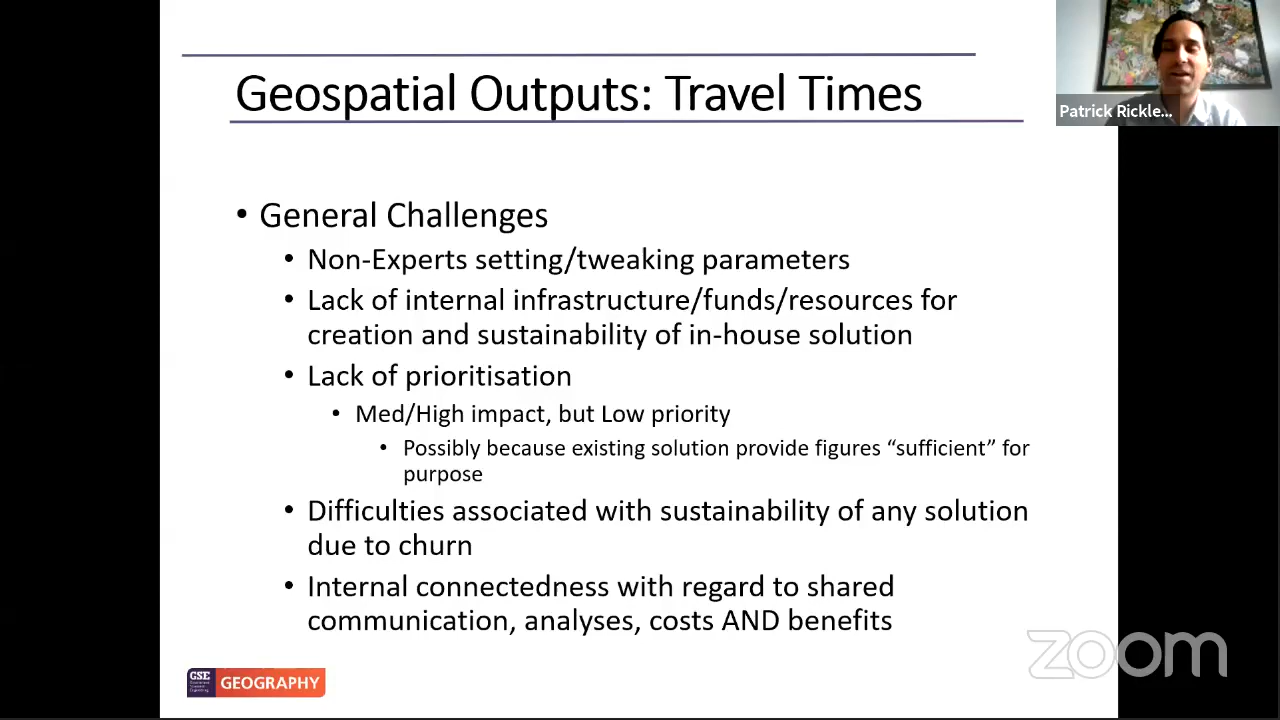 Geospatial Outputs: Travel Times
Patrick Rickle...
• General Challenges
• Non-Experts setting/tweaking parameters
• Lack of internal infrastructure/funds/resources for
creation and sustainability of in-house solution
• Lack of prioritisation
• Med/High impact, but Low priority
• Possibly because existing solution provide figures “sufficient” for
purpose
• Difficulties associated with sustainability of any solution
due to churn
• Internal connectedness with regard to shared
communication, analyses, costs AND benefits
zoom
GSE
GEOGRAPHY